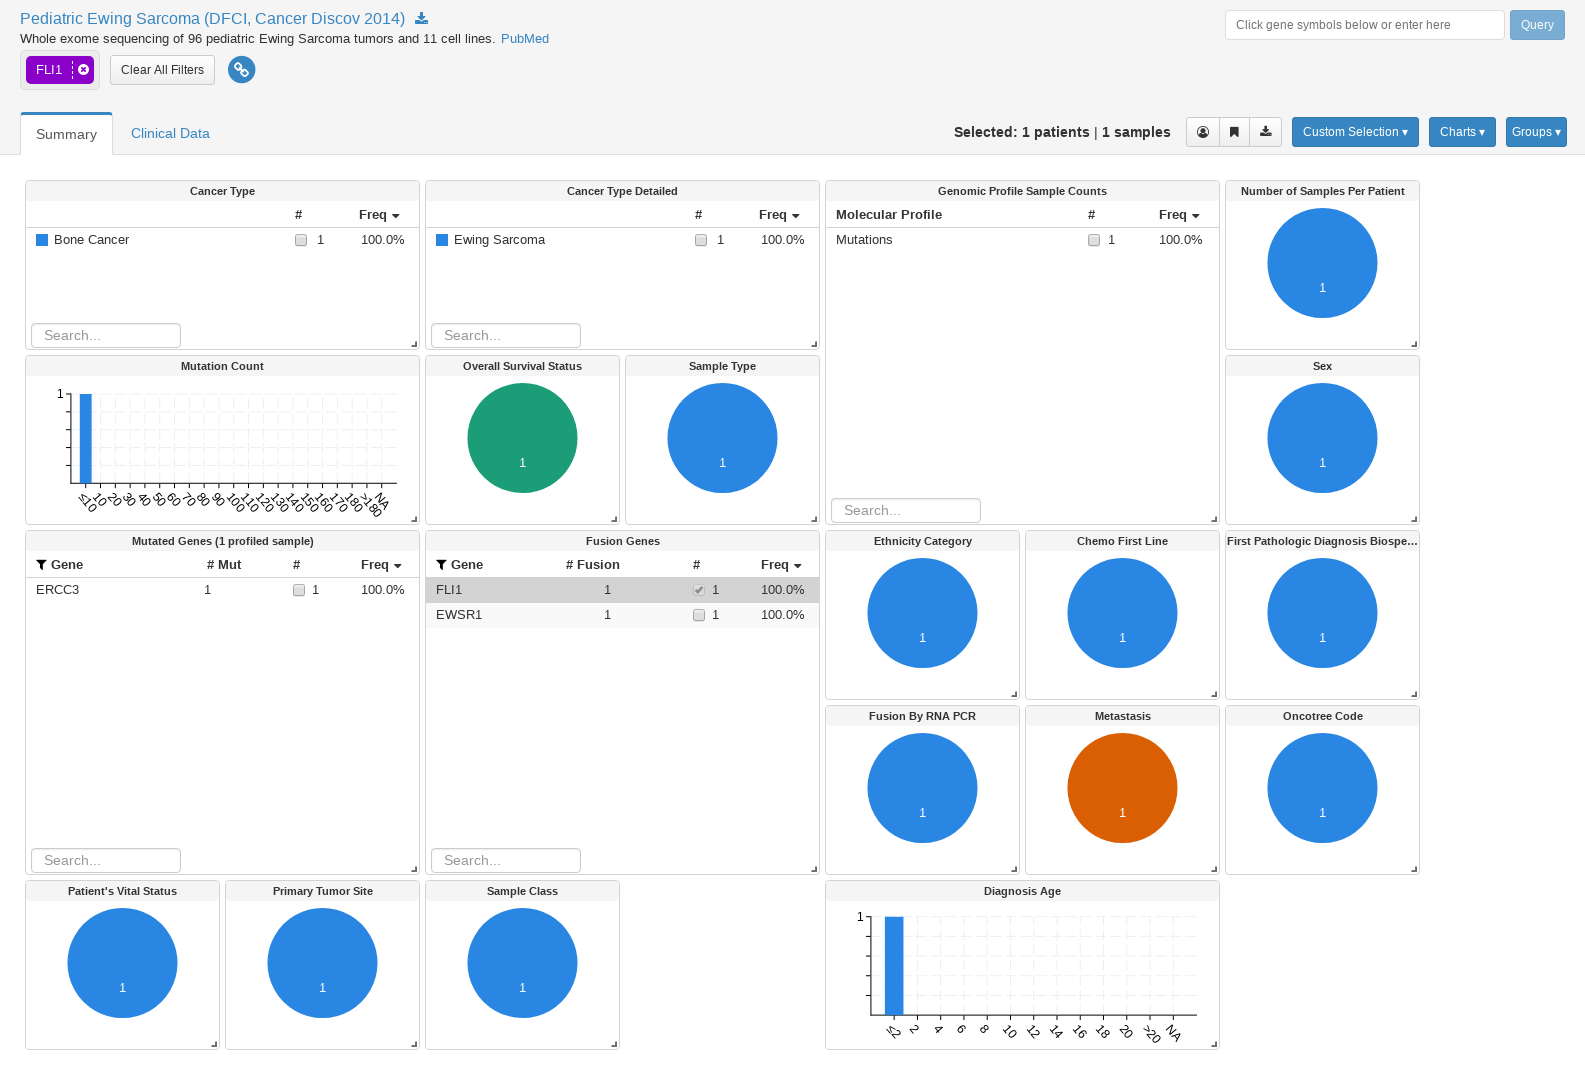 Pediatric Ewing Sarcoma (DFCI, Cancer Discov 2014)
Click gene symbols below or enter here
Query
Whole exome sequencing of 96 pediatric Ewing Sarcoma tumors and 11 cell lines. PubMed
FLI1
Clear All Filters
Summary
Clinical Data
Selected: 1 patients | 1 samples
Custom Selection ▾
Charts ▾
Groups ▾
Cancer Type
# Freq
Bone Cancer 1 100.0%
Search...
Cancer Type Detailed
# Freq
Ewing Sarcoma 1 100.0%
Search...
Genomic Profile Sample Counts
Molecular Profile # Freq
Mutations 1 100.0%
Search...
Number of Samples Per Patient
1
Mutation Count
1
≤10 10 20 30 40 50 60 70 80 90 100 110 120 130 140 150 160 170 180 >180 NA
Overall Survival Status
1
Sample Type
1
Sex
1
Mutated Genes (1 profiled sample)
Gene # Mut # Freq
ERCC3 1 1 100.0%
Search...
Fusion Genes
Gene # Fusion # Freq
FLI1 1 1 100.0%
EWSR1 1 1 100.0%
Search...
Ethnicity Category
1
Chemo First Line
1
First Pathologic Diagnosis Biospe...
1
Fusion By RNA PCR
1
Metastasis
1
Oncotree Code
1
Patient's Vital Status
1
Primary Tumor Site
1
Sample Class
1
Diagnosis Age
1
≤2 2 4 6 8 10 12 14 16 18 20 >20 NA